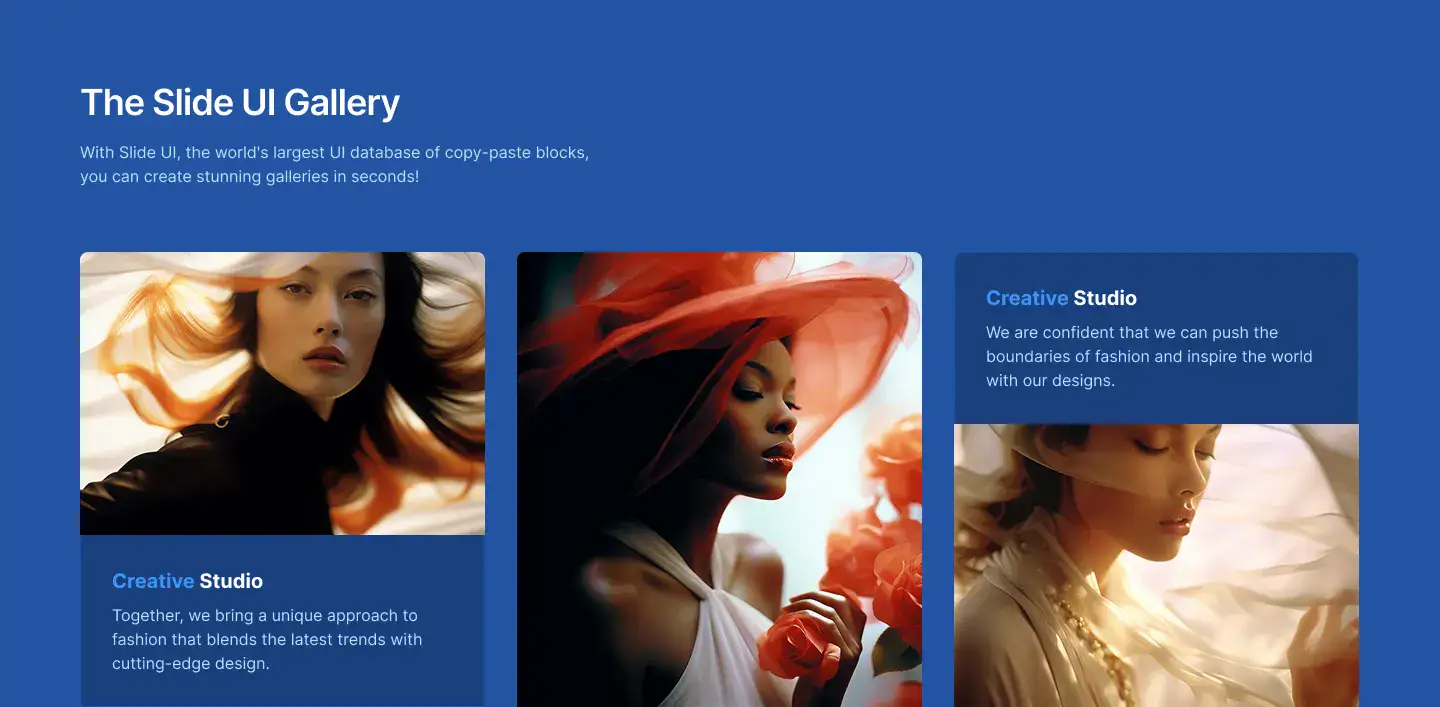 The Slide UI Gallery
With Slide UI, the world's largest UI database of copy-paste blocks,
you can create stunning galleries in seconds!
Creative Studio
Together, we bring a unique approach to
fashion that blends the latest trends with
cutting-edge design.
Creative Studio
We are confident that we can push the
boundaries of fashion and inspire the world
with our designs.